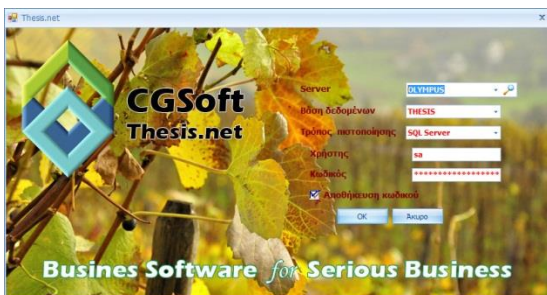 Thesis.net
CGSoft
Thesis.net
Server OLYMPUS
Βάση δεδομένων THESIS
Τρόπος πιστοποίησης SQL Server
Χρήστης sa
Κωδικός ******************
Αποθήκευση κωδικού
OK Άκυρο
Busines Software for Serious Business